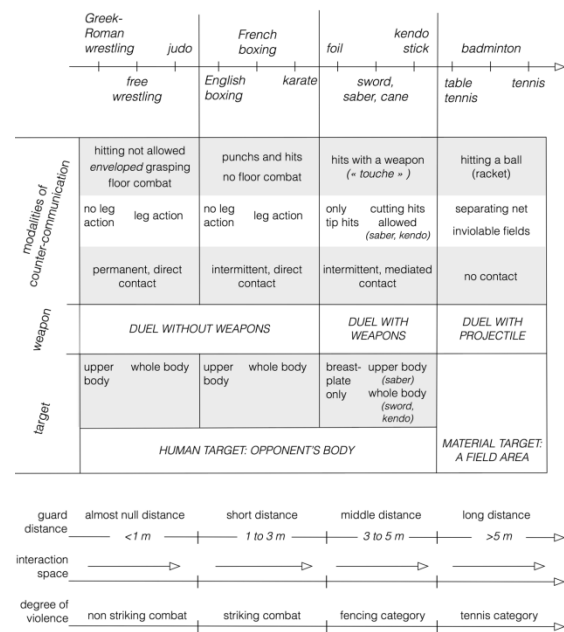 Greek-
Roman
wrestling judo
French
boxing
foil
kendo
stick
badminton
free
wrestling
English
boxing karate
sword,
saber, cane
table
tennis tennis
modalities of
counter-communication
hitting not allowed
enveloped grasping
floor combat
punchs and hits
no floor combat
hits with a weapon
(« touche » )
hitting a ball
(racket)
no leg
action
leg action
no leg
action
leg action
only
tip hits
cutting hits
allowed
(saber, kendo)
separating net
inviolable fields
permanent, direct
contact
intermittent, direct
contact
intermittent, mediated
contact
no contact
weapon
DUEL WITHOUT WEAPONS
DUEL WITH
WEAPONS
DUEL WITH
PROJECTILE
target
upper
body
whole body
upper
body
whole body
breast-
plate
only
upper body
(saber)
whole body
(sword,
kendo)
HUMAN TARGET: OPPONENT'S BODY
MATERIAL TARGET:
A FIELD AREA
guard
distance
almost null distance
<1 m
short distance
1 to 3 m
middle distance
3 to 5 m
long distance
>5 m
interaction
space
degree of
violence
non striking combat
striking combat
fencing category
tennis category